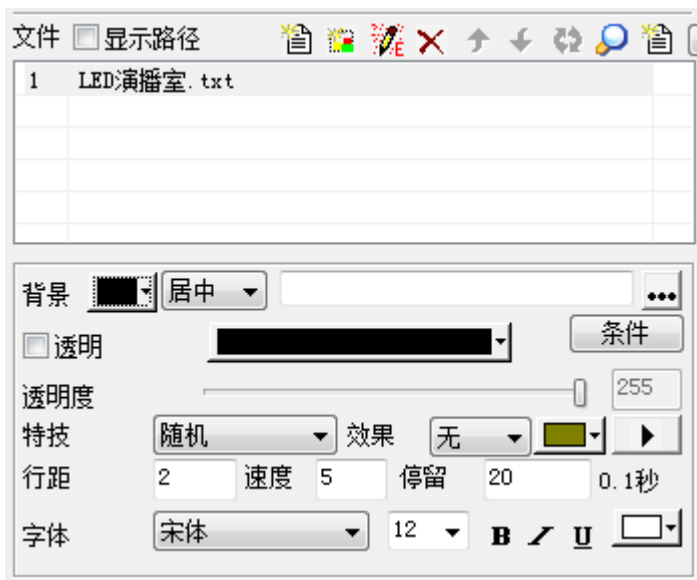 文件 显示路径
1 LED演播室.txt
背景 居中
透明 条件
透明度 255
特技 随机 效果 无
行距 2 速度 5 停留 20 0.1秒
字体 宋体 12 B I U